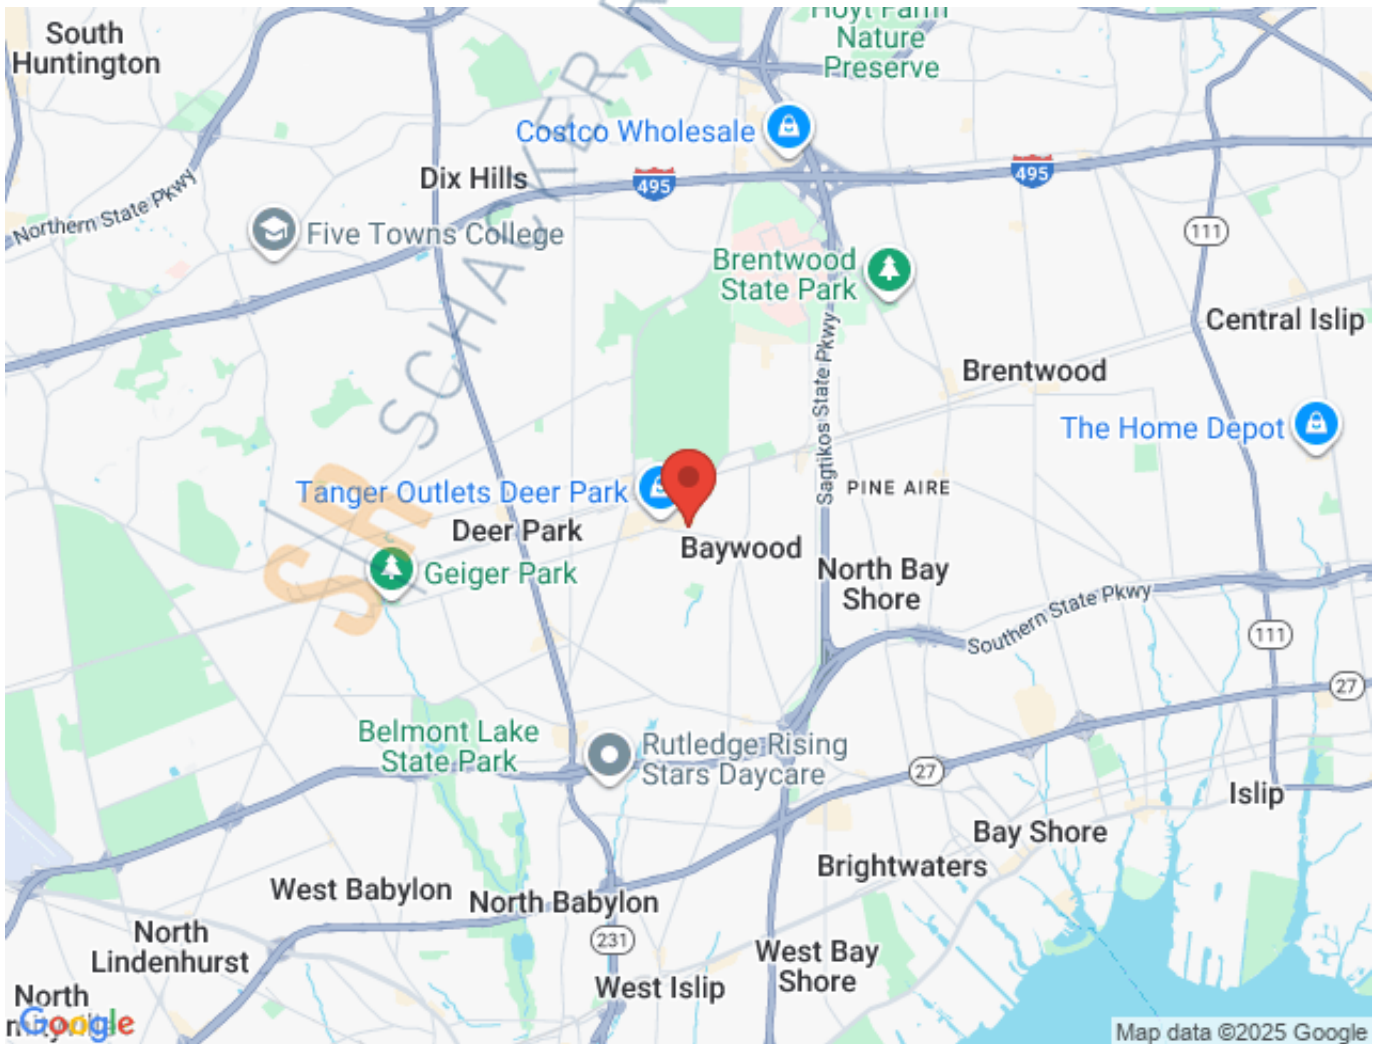 South
Huntington
Hoyt Farm
Nature
Preserve
Costco Wholesale
Dix Hills
495
495
Northern State Pkwy
Five Towns College
111
Brentwood
State Park
Central Islip
Sagtikos State Pkwy
Brentwood
The Home Depot
SCHACKER R
SR
Tanger Outlets Deer Park
PINE AIRE
Deer Park
Baywood
Geiger Park
North Bay
Shore
Southern State Pkwy
111
27
Belmont Lake
State Park
Rutledge Rising
Stars Daycare
27
Islip
Bay Shore
Brightwaters
West Babylon
North Babylon
231
North
Lindenhurst
West Bay
Shore
West Islip
North
Google
Map data ©2025 Google